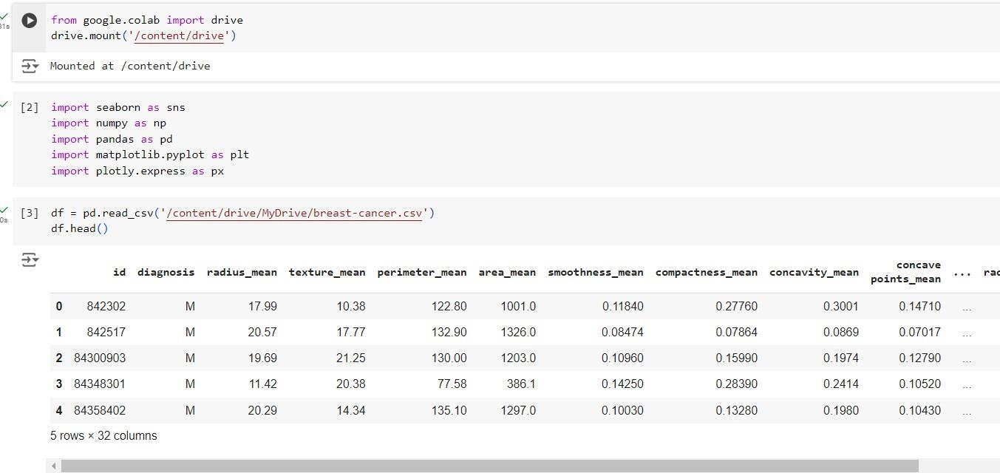 from google.colab import drive
31s
drive.mount('/content/drive')
Mounted at /content/drive
[2] import seaborn as sns
import numpy as np
import pandas as pd
import matplotlib.pyplot as plt
import plotly.express as px
[3] df = pd.read_csv('/content/drive/MyDrive/breast-cancer.csv')
0s
df.head()
id diagnosis radius_mean texture_mean perimeter_mean area_mean smoothness_mean compactness_mean concavity_mean concave points_mean ... rac
0 842302 M 17.99 10.38 122.80 1001.0 0.11840 0.27760 0.3001 0.14710 ...
1 842517 M 20.57 17.77 132.90 1326.0 0.08474 0.07864 0.0869 0.07017 ...
2 84300903 M 19.69 21.25 130.00 1203.0 0.10960 0.15990 0.1974 0.12790 ...
3 84348301 M 11.42 20.38 77.58 386.1 0.14250 0.28390 0.2414 0.10520 ...
4 84358402 M 20.29 14.34 135.10 1297.0 0.10030 0.13280 0.1980 0.10430 ...
5 rows × 32 columns